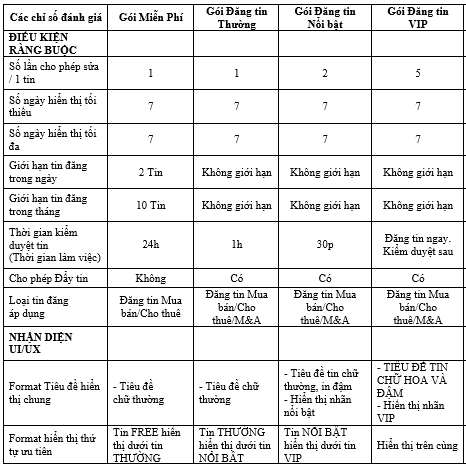 Các chỉ số đánh giá
Gói Miễn Phí
Gói Đăng tin
Thường
Gói Đăng tin
Nổi bật
Gói Đăng tin
VIP
ĐIỀU KIỆN
RÀNG BUỘC
Số lần cho phép sửa
/ 1 tin
1
1
2
5
Số ngày hiển thị tối
thiểu
7
7
7
7
Số ngày hiển thị tối
đa
7
7
7
7
Giới hạn tin đăng
trong ngày
2 Tin
Không giới hạn
Không giới hạn
Không giới hạn
Giới hạn tin đăng
trong tháng
10 Tin
Không giới hạn
Không giới hạn
Không giới hạn
Thời gian kiểm
duyệt tin
(Thời gian làm việc)
24h
1h
30p
Đăng tin ngay.
Kiểm duyệt sau
Cho phép Đẩy tin
Không
Có
Có
Có
Loại tin đăng
áp dụng
Đăng tin Mua
bán/Cho thuê
Đăng tin Mua
bán/Cho
thuê/M&A
Đăng tin Mua
bán/Cho
thuê/M&A
Đăng tin Mua
bán/Cho
thuê/M&A
NHẬN DIỆN
UI/UX
Format Tiêu đề hiển
thị chung
- Tiêu đề
chữ thường
- Tiêu đề chữ
thường
- Tiêu đề tin chữ
thường, in đậm
- Hiển thị nhãn
nổi bật
- TIÊU ĐỀ TIN
CHỮ HOA VÀ
ĐẬM
- Hiển thị nhãn
VIP
Format hiển thị thứ
tự ưu tiên
Tin FREE hiển
thị dưới tin
THƯỜNG
Tin THƯỜNG
hiển thị dưới tin
NỔI BẬT
Tin NỔI BẬT
hiển thị dưới tin
VIP
Hiển thị trên cùng